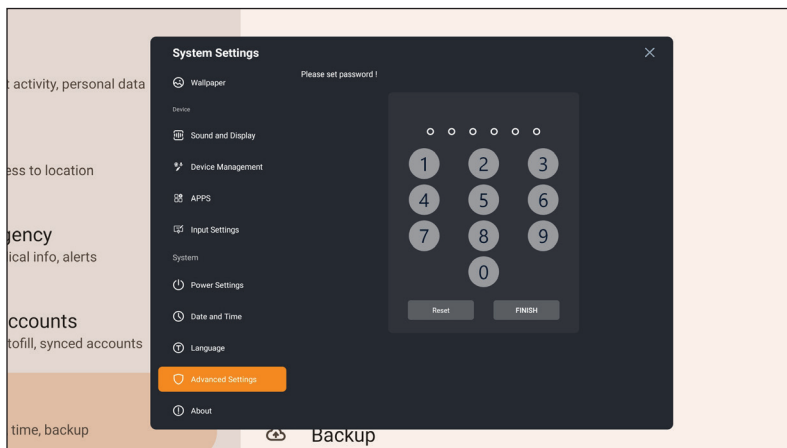 System Settings
Wallpaper
Device
Sound and Display
Device Management
APPS
Input Settings
System
Power Settings
Date and Time
Language
Advanced Settings
About
Please set password !
1 2 3
4 5 6
7 8 9
0
Reset FINISH
activity, personal data
ess to location
gency
ical info, alerts
ccounts
tofill, synced accounts
time, backup
Backup